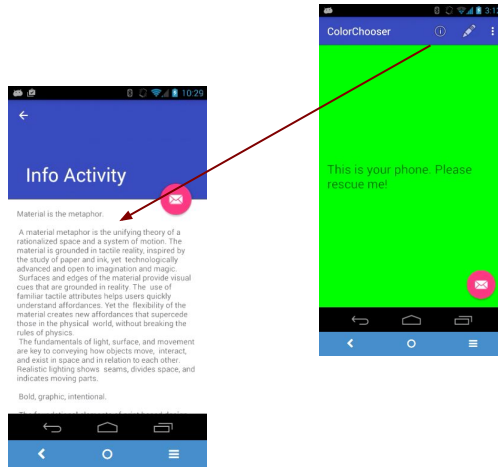 10:29
Info Activity
Material is the metaphor.
A material metaphor is the unifying theory of a
rationalized space and a system of motion. The
material is grounded in tactile reality, inspired by
the study of paper and ink, yet technologically
advanced and open to imagination and magic.
Surfaces and edges of the material provide visual
cues that are grounded in reality. The use of
familiar tactile attributes helps users quickly
understand affordances. Yet the flexibility of the
material creates new affordances that supercede
those in the physical world, without breaking the
rules of physics.
The fundamentals of light, surface, and movement
are key to conveying how objects move, interact,
and exist in space and in relation to each other.
Realistic lighting shows seams, divides space, and
indicates moving parts.
Bold, graphic, intentional.
ColorChooser
This is your phone. Please
rescue me!